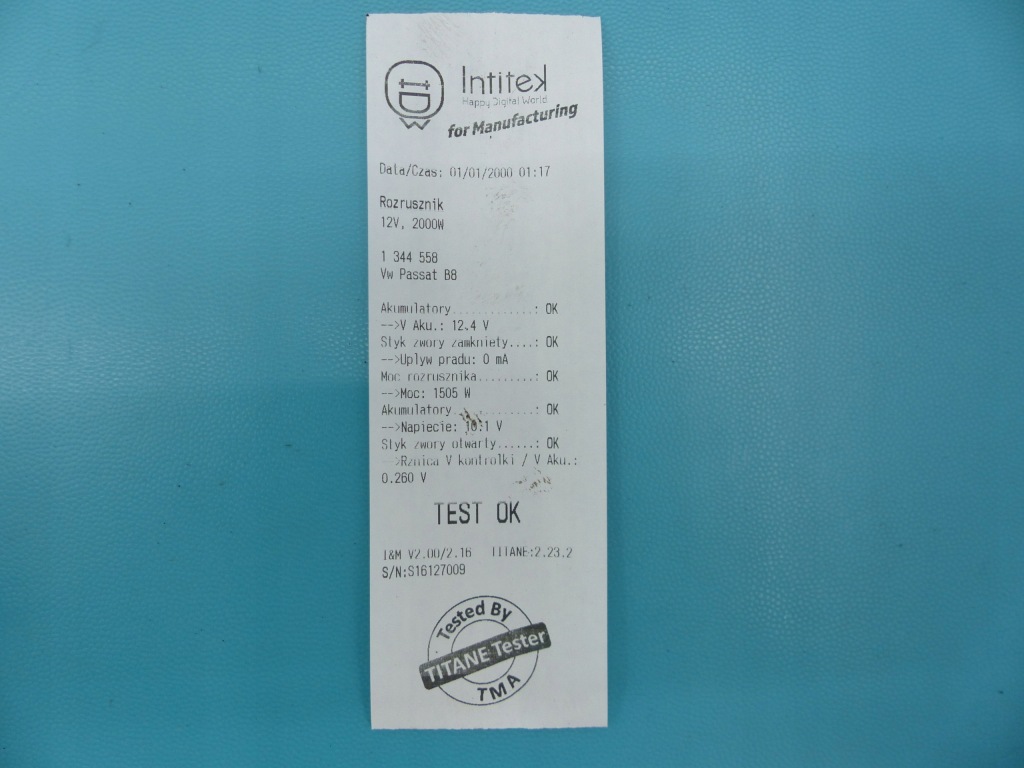 Intitek
Happy Digital World
for Manufacturing
Data/Czas: 01/01/2000 01:17
Rozrusznik
12V, 2000W
1 344 558
Vw Passat B8
Akumulatory.............: OK
-->V Aku.: 12.4 V
Styk zwory zamkniety....: OK
-->Uplyw pradu: 0 mA
Moc rozrusznika.........: OK
-->Moc: 1505 W
Akumulatory.............: OK
-->Napiecie: 10.1 V
Styk zwory otwarty......: OK
-->Rznica V kontrolki / V Aku.:
0.260 V
TEST OK
I&M V2.00/2.16 TITANE:2.23.2
S/N:S16127009
Tested By
TITANE Tester
TMA